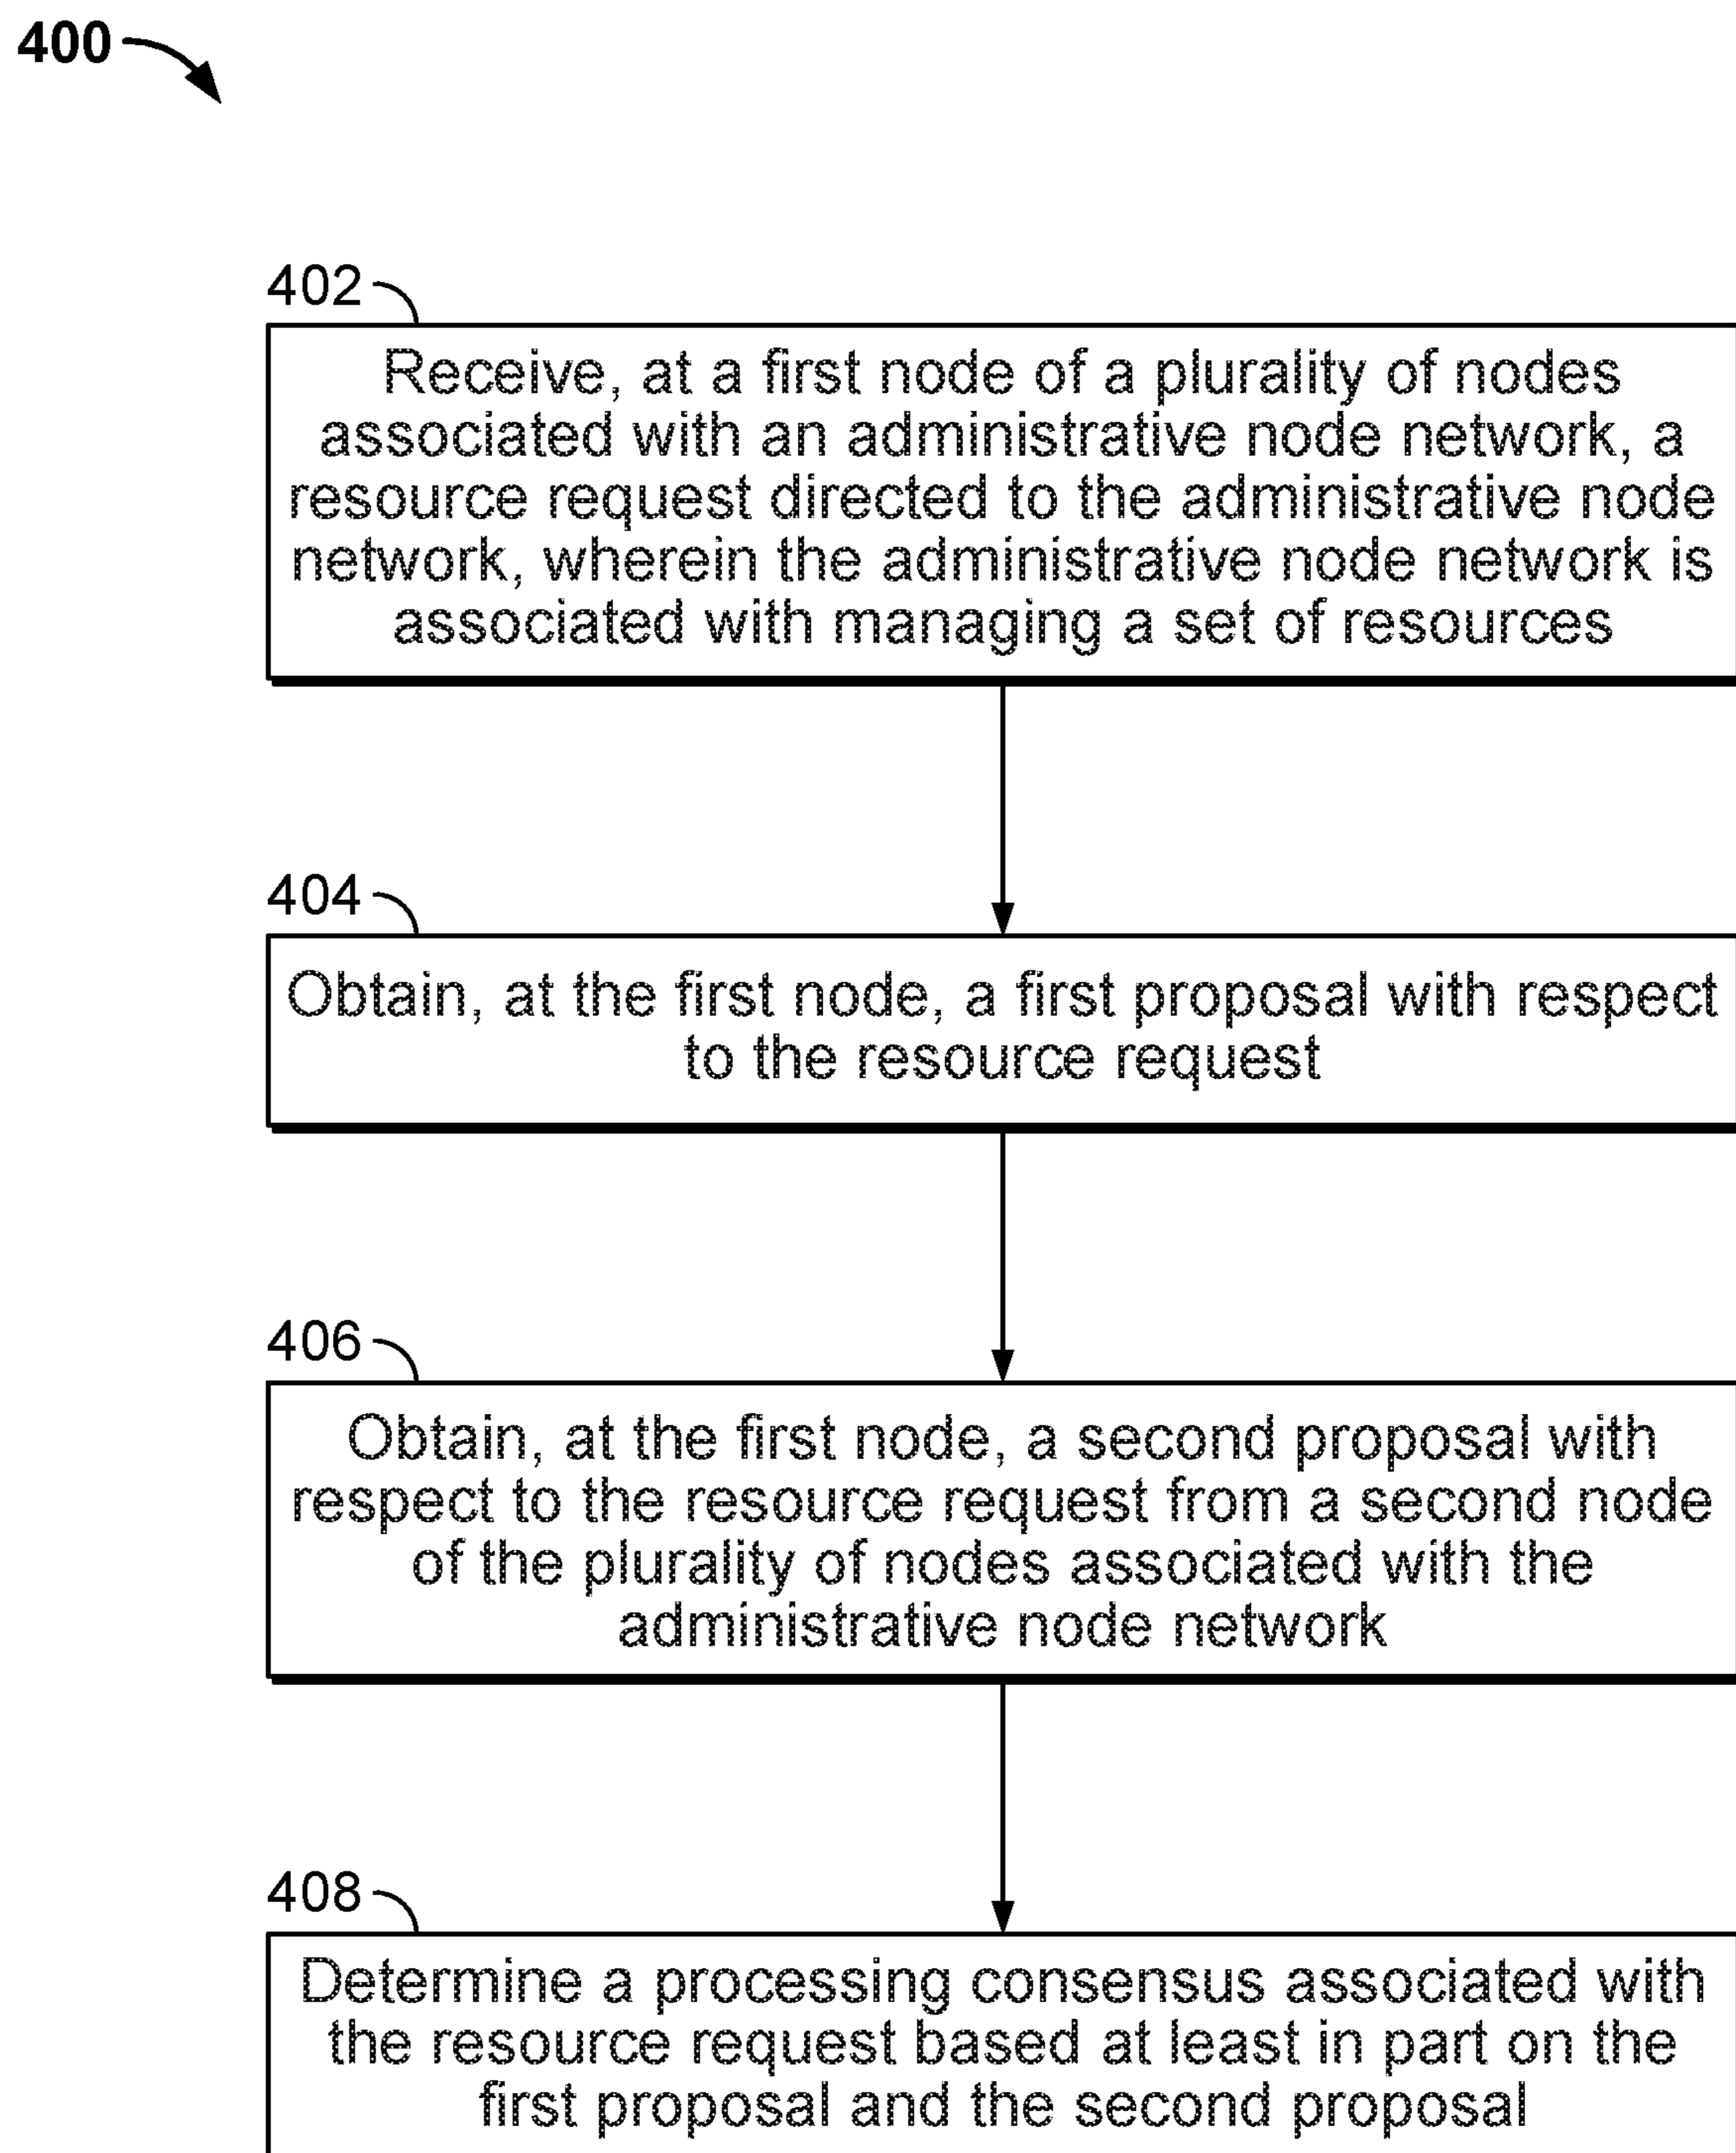 400
402
Receive, at a first node of a plurality of nodes
associated with an administrative node network, a
resource request directed to the administrative node
network, wherein the administrative node network is
associated with managing a set of resources
404
Obtain, at the first node, a first proposal with respect
to the resource request
406
Obtain, at the first node, a second proposal with
respect to the resource request from a second node
of the plurality of nodes associated with the
administrative node network
408
Determine a processing consensus associated with
the resource request based at least in part on the
first proposal and the second proposal